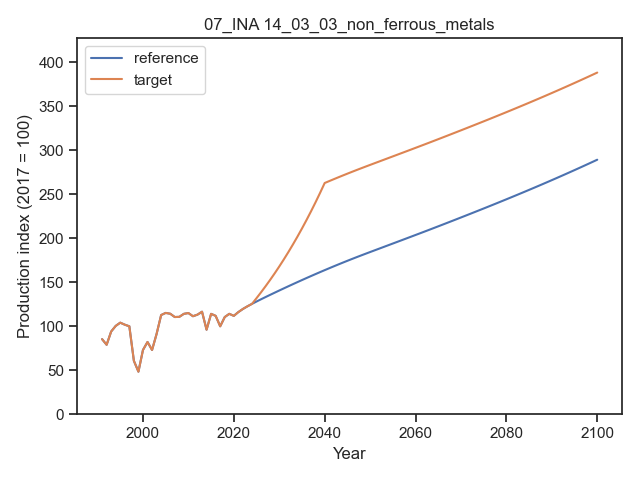 07_INA 14_03_03_non_ferrous_metals
reference
target
Production index (2017 = 100)
400
350
300
250
200
150
100
50
0
2000 2020 2040 2060 2080 2100
Year